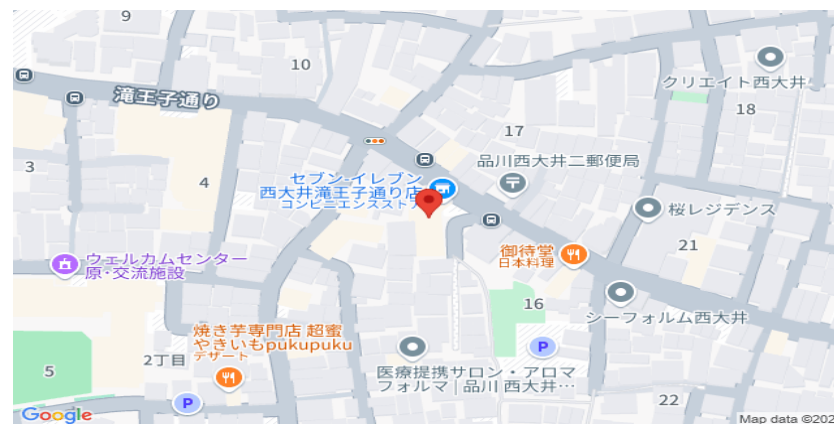 9
10
クリエイト西大井
滝王子通り
18
17
品川西大井二郵便局
3
4
セブン-イレブン
西大井滝王子通り店
コンビニエンスストア
桜レジデンス
21
ウェルカムセンター
原・交流施設
御待堂
日本料理
16
シーフォルム西大井
焼き芋専門店 超蜜
やきいもpukupuku
デザート
2丁目
5
P
医療提携サロン・アロマ
フォルマ | 品川 西大井…
22
P
Google
Map data ©202